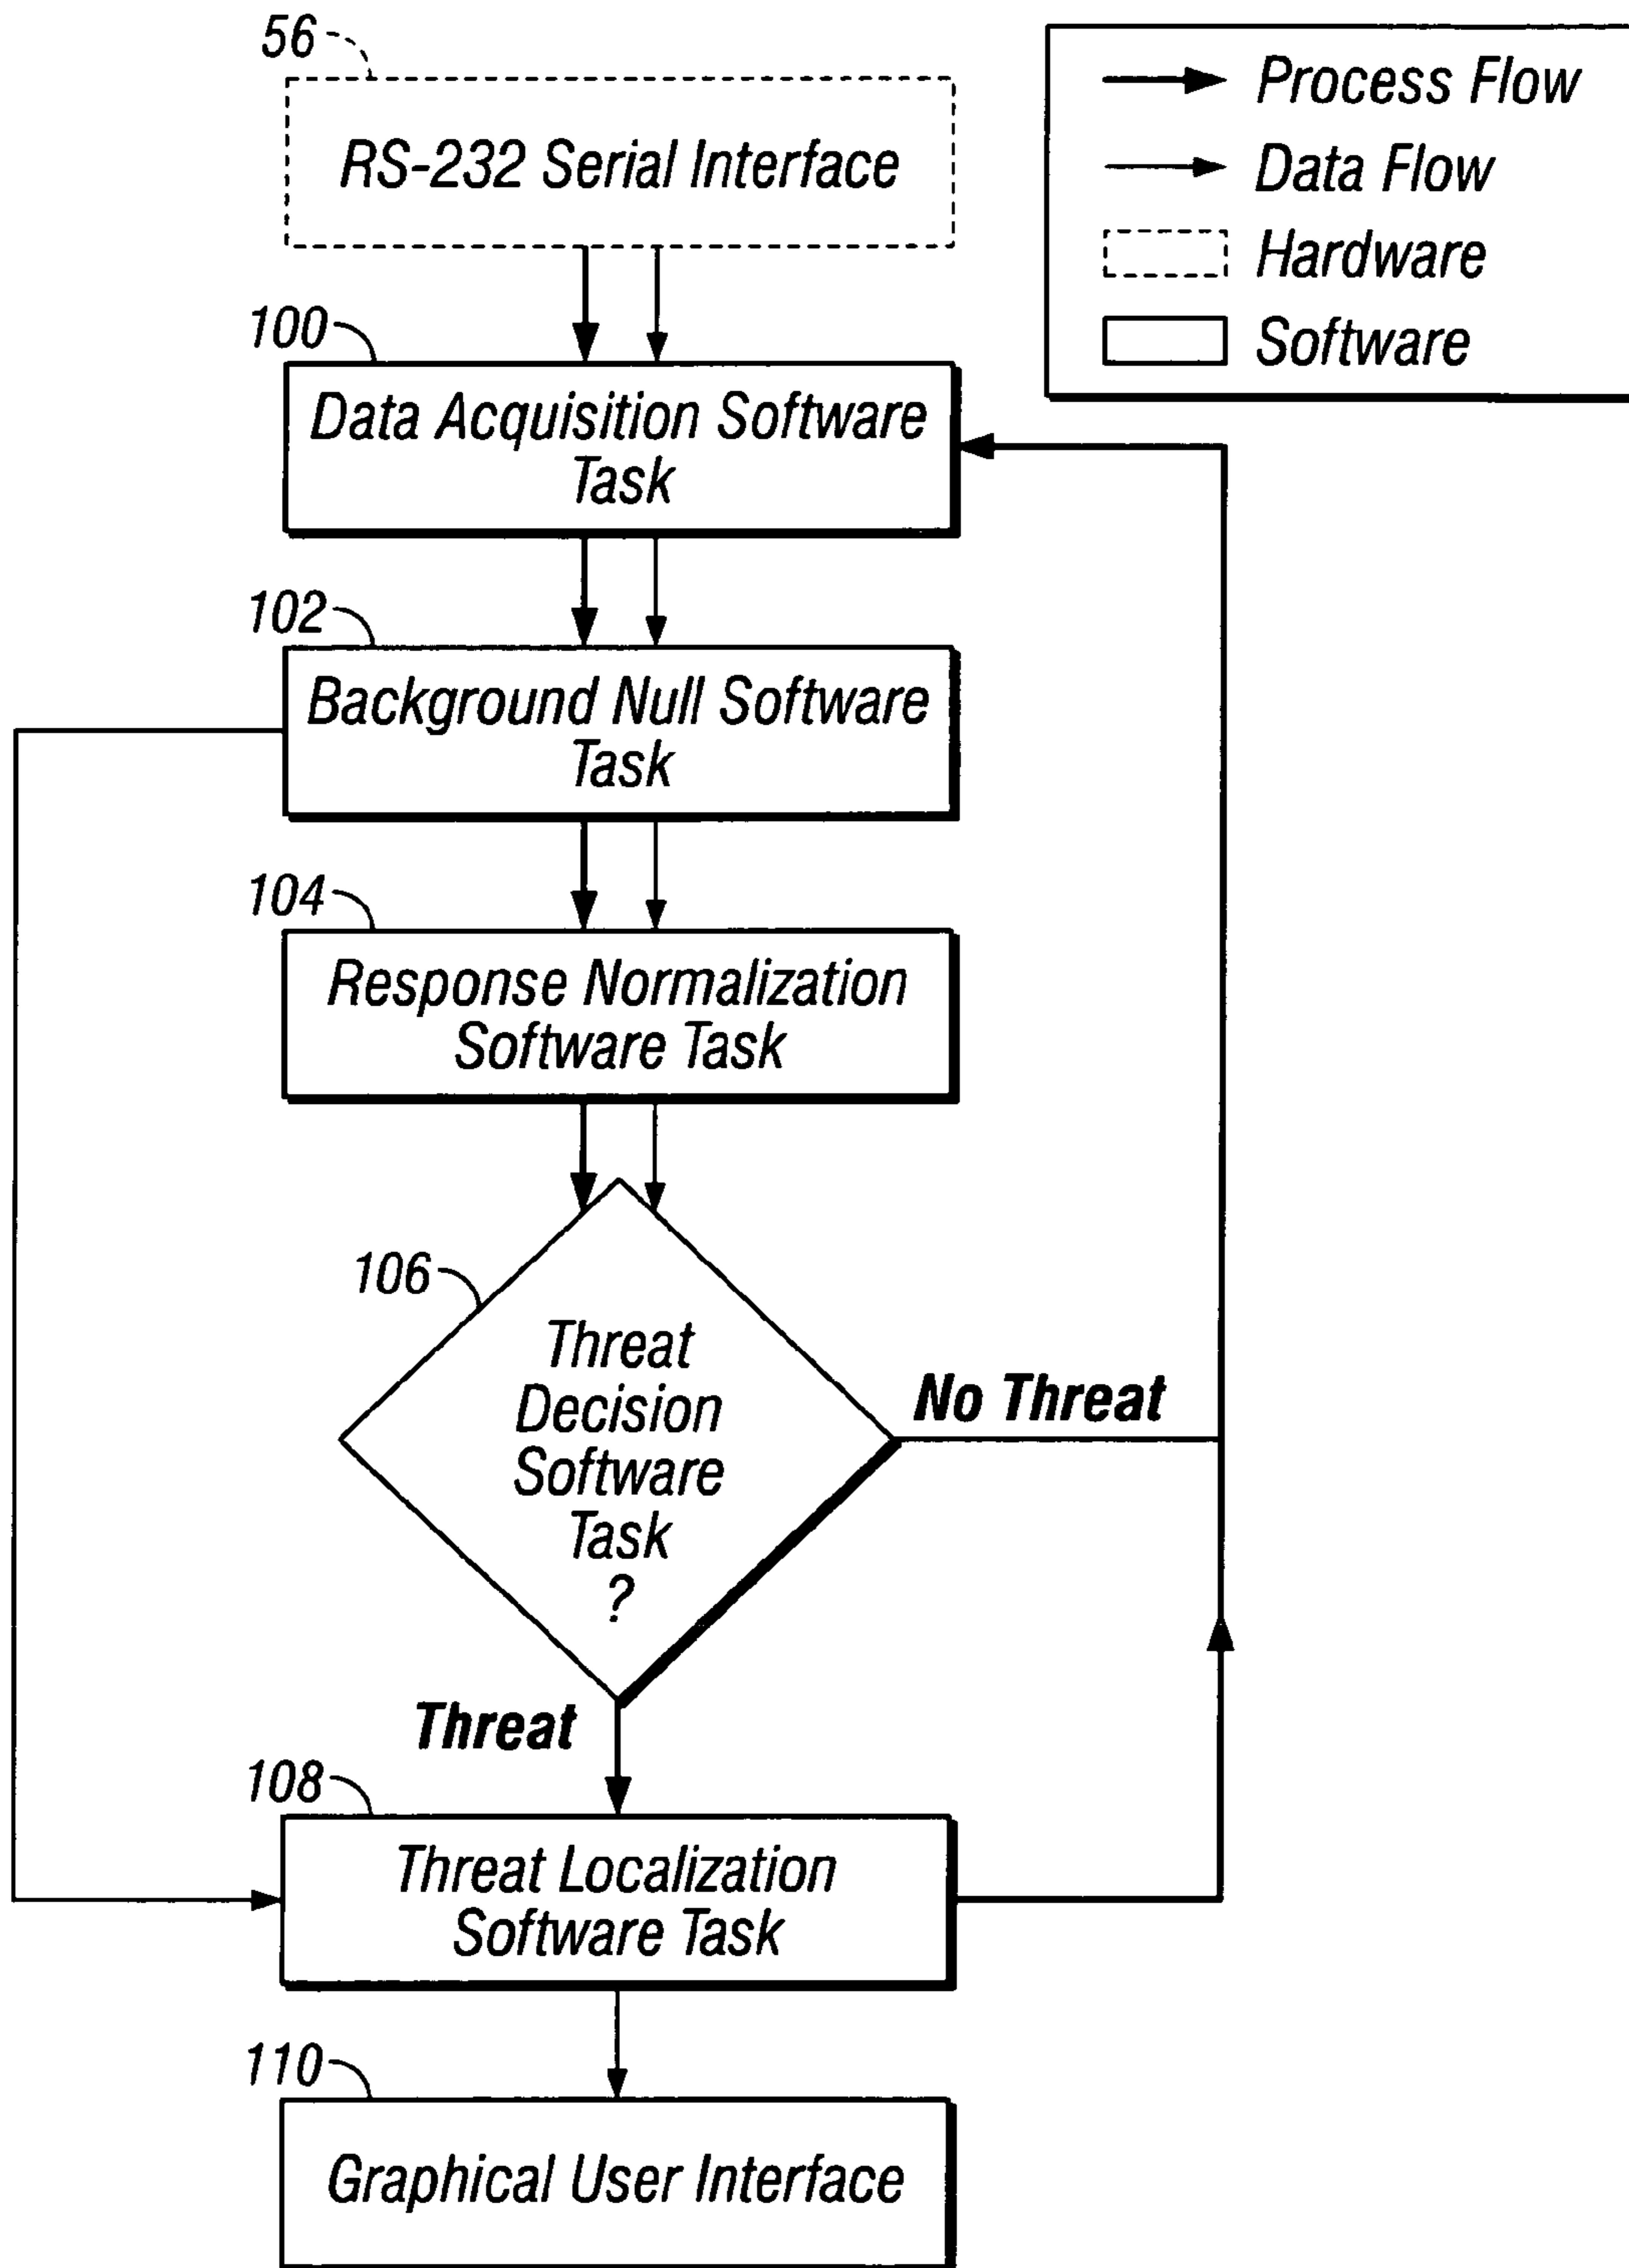 56
RS-232 Serial Interface
Process Flow
Data Flow
Hardware
Software
100
Data Acquisition Software
Task
102
Background Null Software
Task
104
Response Normalization
Software Task
106
Threat
Decision
Software
Task
?
No Threat
Threat
108
Threat Localization
Software Task
110
Graphical User Interface